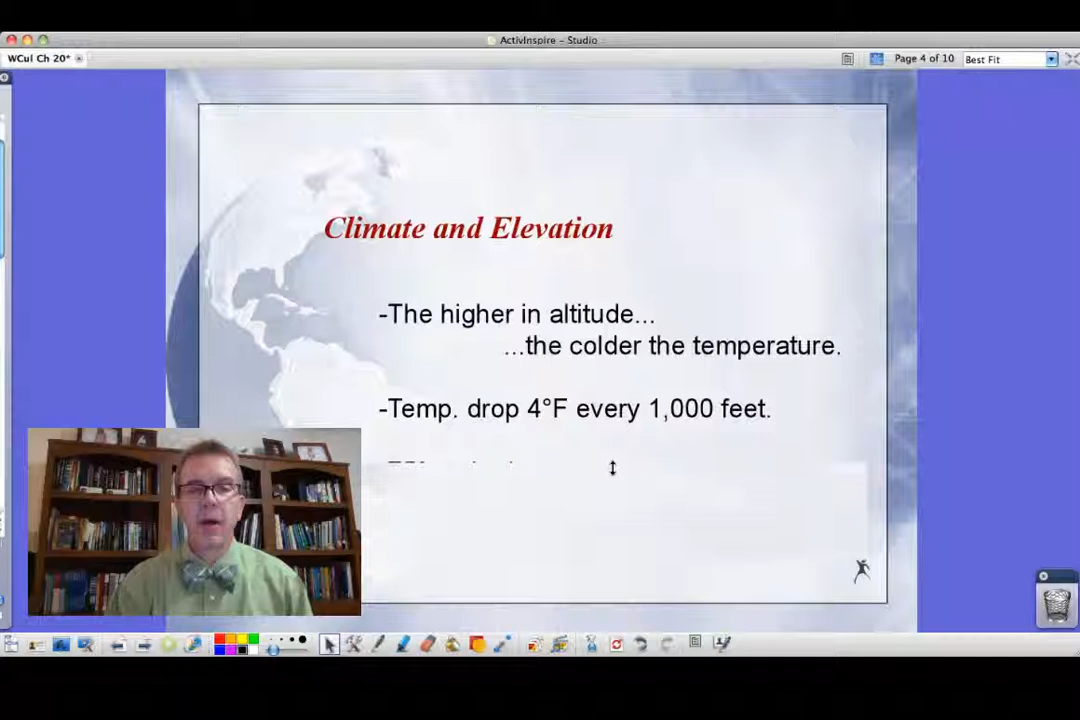 ActivInspire – Studio
WCul Ch 20*
Page 4 of 10
Best Fit
Climate and Elevation
-The higher in altitude...
...the colder the temperature.
-Temp. drop 4°F every 1,000 feet.